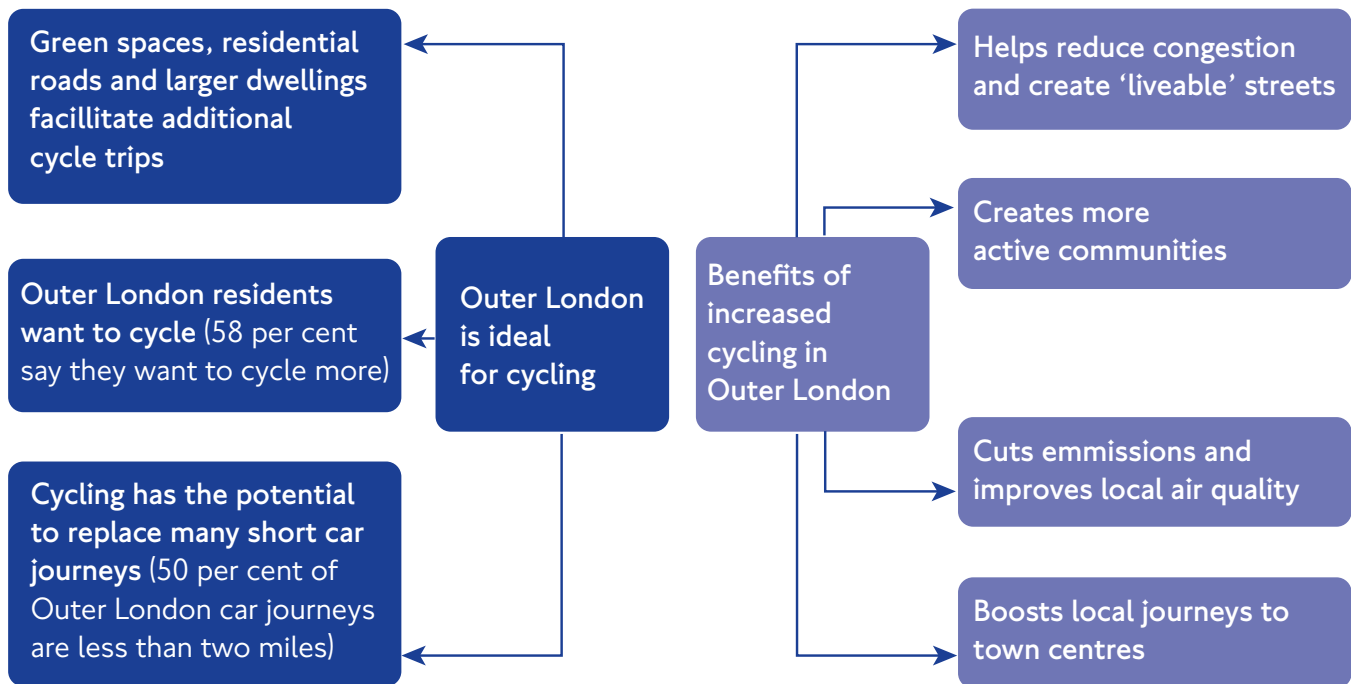 Green spaces, residential
roads and larger dwellings
facillitate additional
cycle trips
Outer London residents
want to cycle (58 per cent
say they want to cycle more)
Cycling has the potential
to replace many short car
journeys (50 per cent of
Outer London car journeys
are less than two miles)
Outer London
is ideal
for cycling
Benefits of
increased
cycling in
Outer London
Helps reduce congestion
and create ‘liveable’ streets
Creates more
active communities
Cuts emmissions and
improves local air quality
Boosts local journeys to
town centres